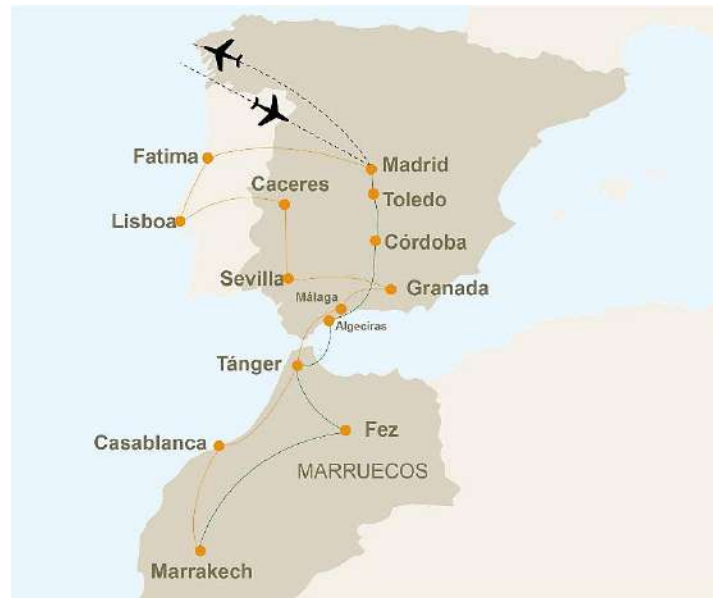 Fatima
Madrid
Caceres
Toledo
Lisboa
Córdoba
Sevilla
Granada
Málaga
Algeciras
Tánger
Casablanca
Fez
MARRUECOS
Marrakech